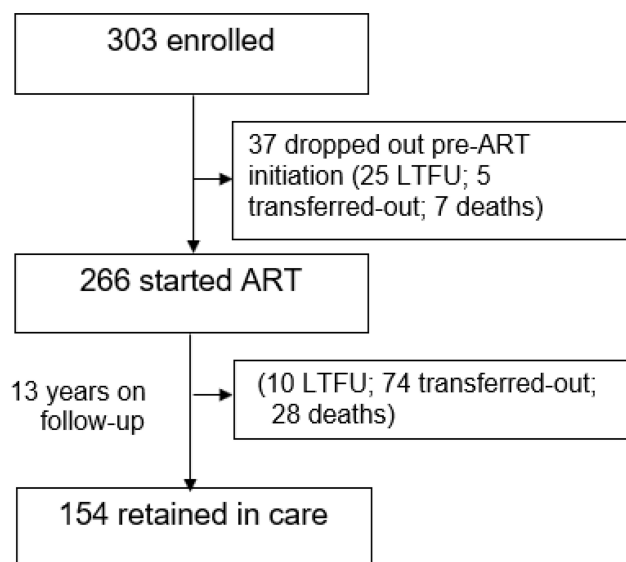 303 enrolled
37 dropped out pre-ART
initiation (25 LTFU; 5
transferred-out; 7 deaths)
266 started ART
13 years on
follow-up
(10 LTFU; 74 transferred-out;
28 deaths)
154 retained in care